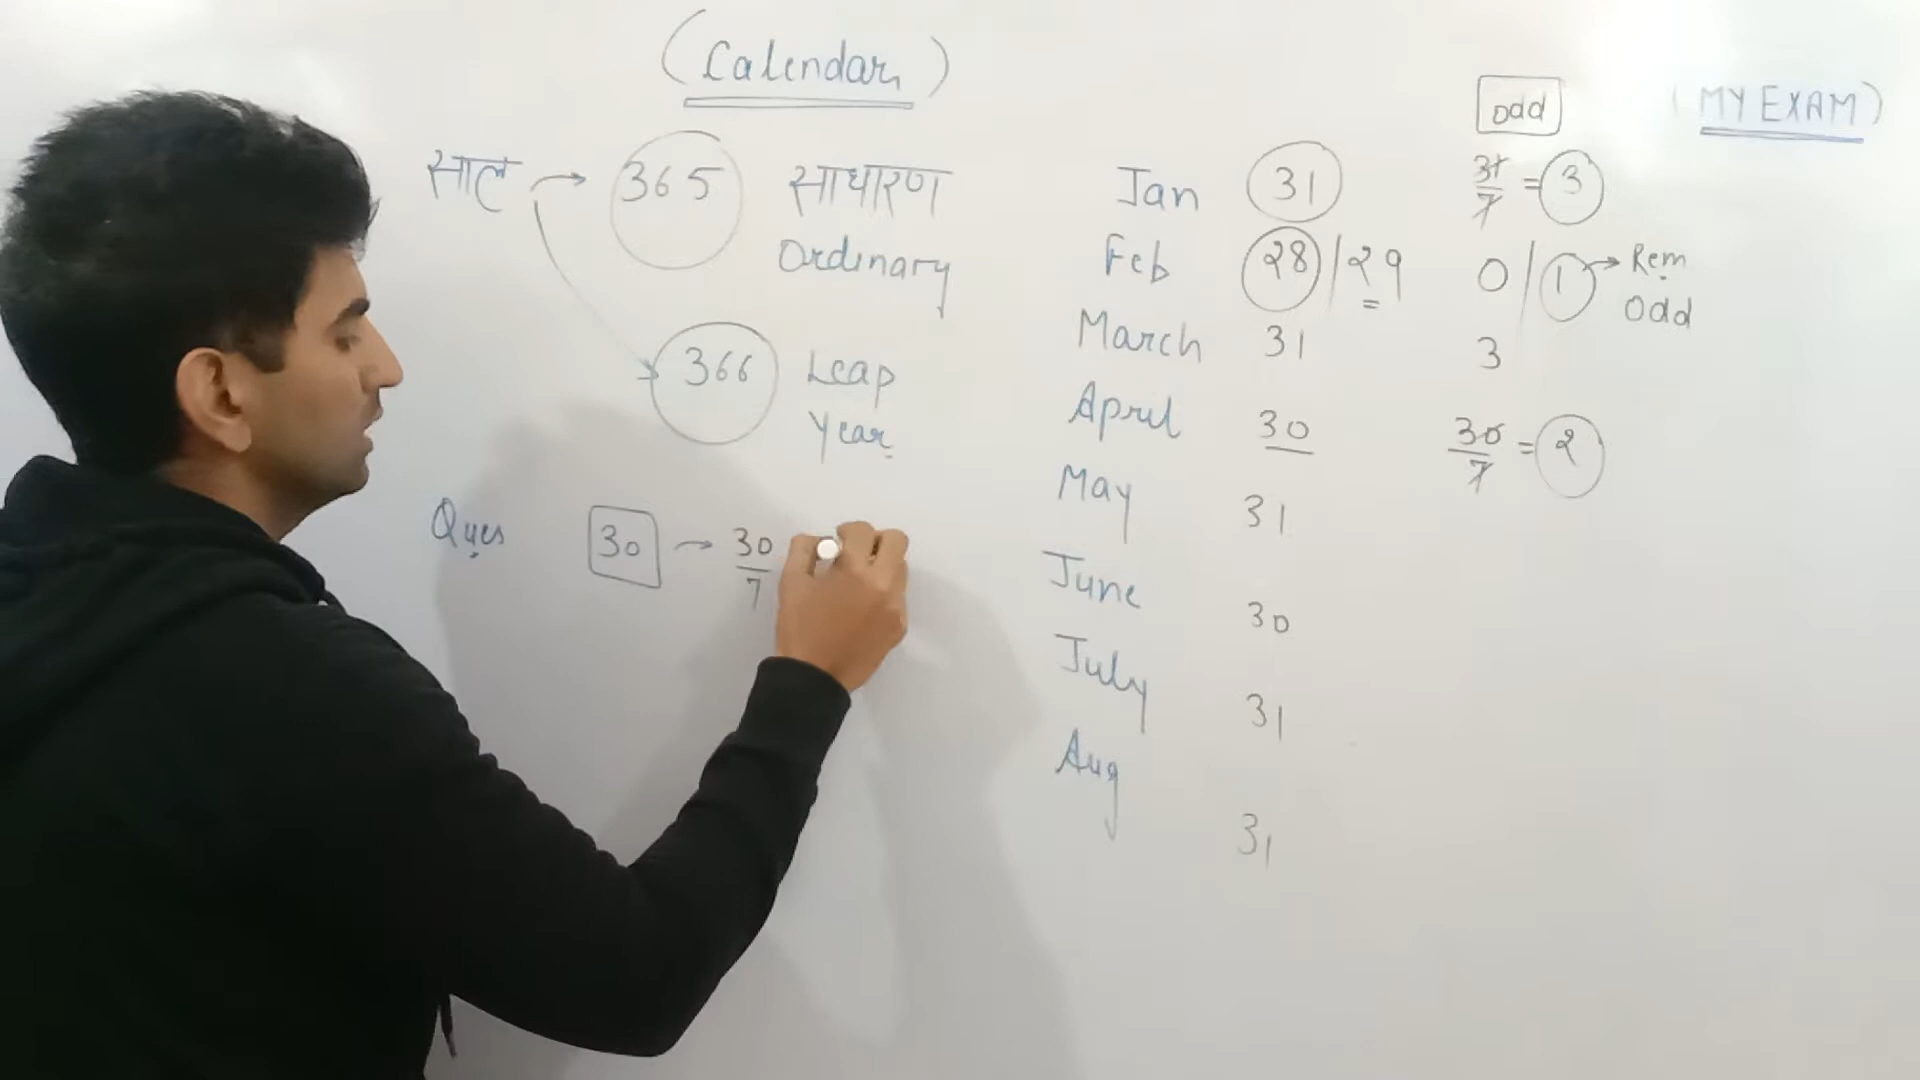 (Calendar)
(MY EXAM)
odd
साल → 365 साधारण
Ordinary
366 Leap
Year
Ques 30 → 30/7
Jan 31 31/7 = 3
Feb 28/29 0/1 → Rem
Odd
March 31 3
April 30 30/7 = 2
May 31
June 30
July 31
Aug 31